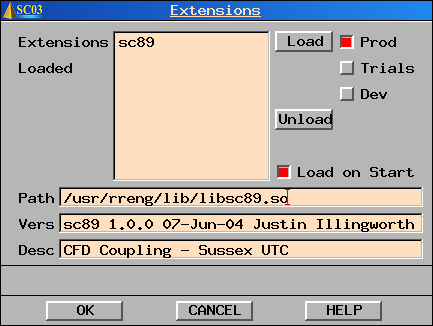 SC03 Extensions
Extensions Loaded
sc89
Load
Prod
Trials
Dev
Unload
Load on Start
Path /usr/rreng/lib/libsc89.so
Vers sc89 1.0.0 07-Jun-04 Justin Illingworth
Desc CFD Coupling - Sussex UTC
OK CANCEL HELP